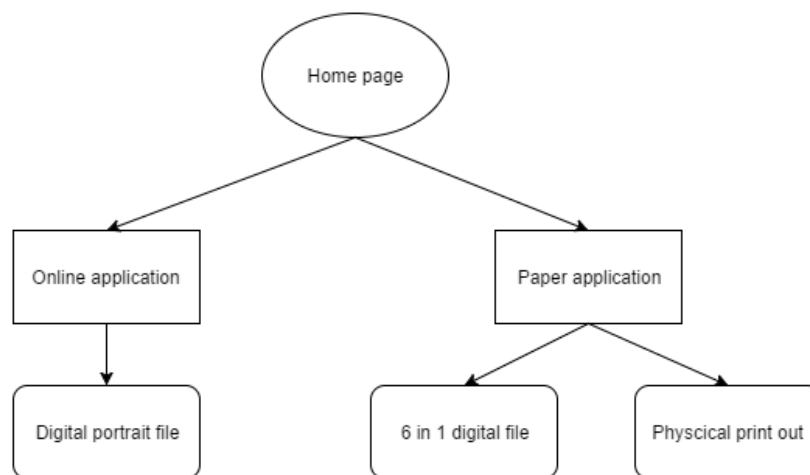 Home page
Online application
Paper application
Digital portrait file
6 in 1 digital file
Physcical print out